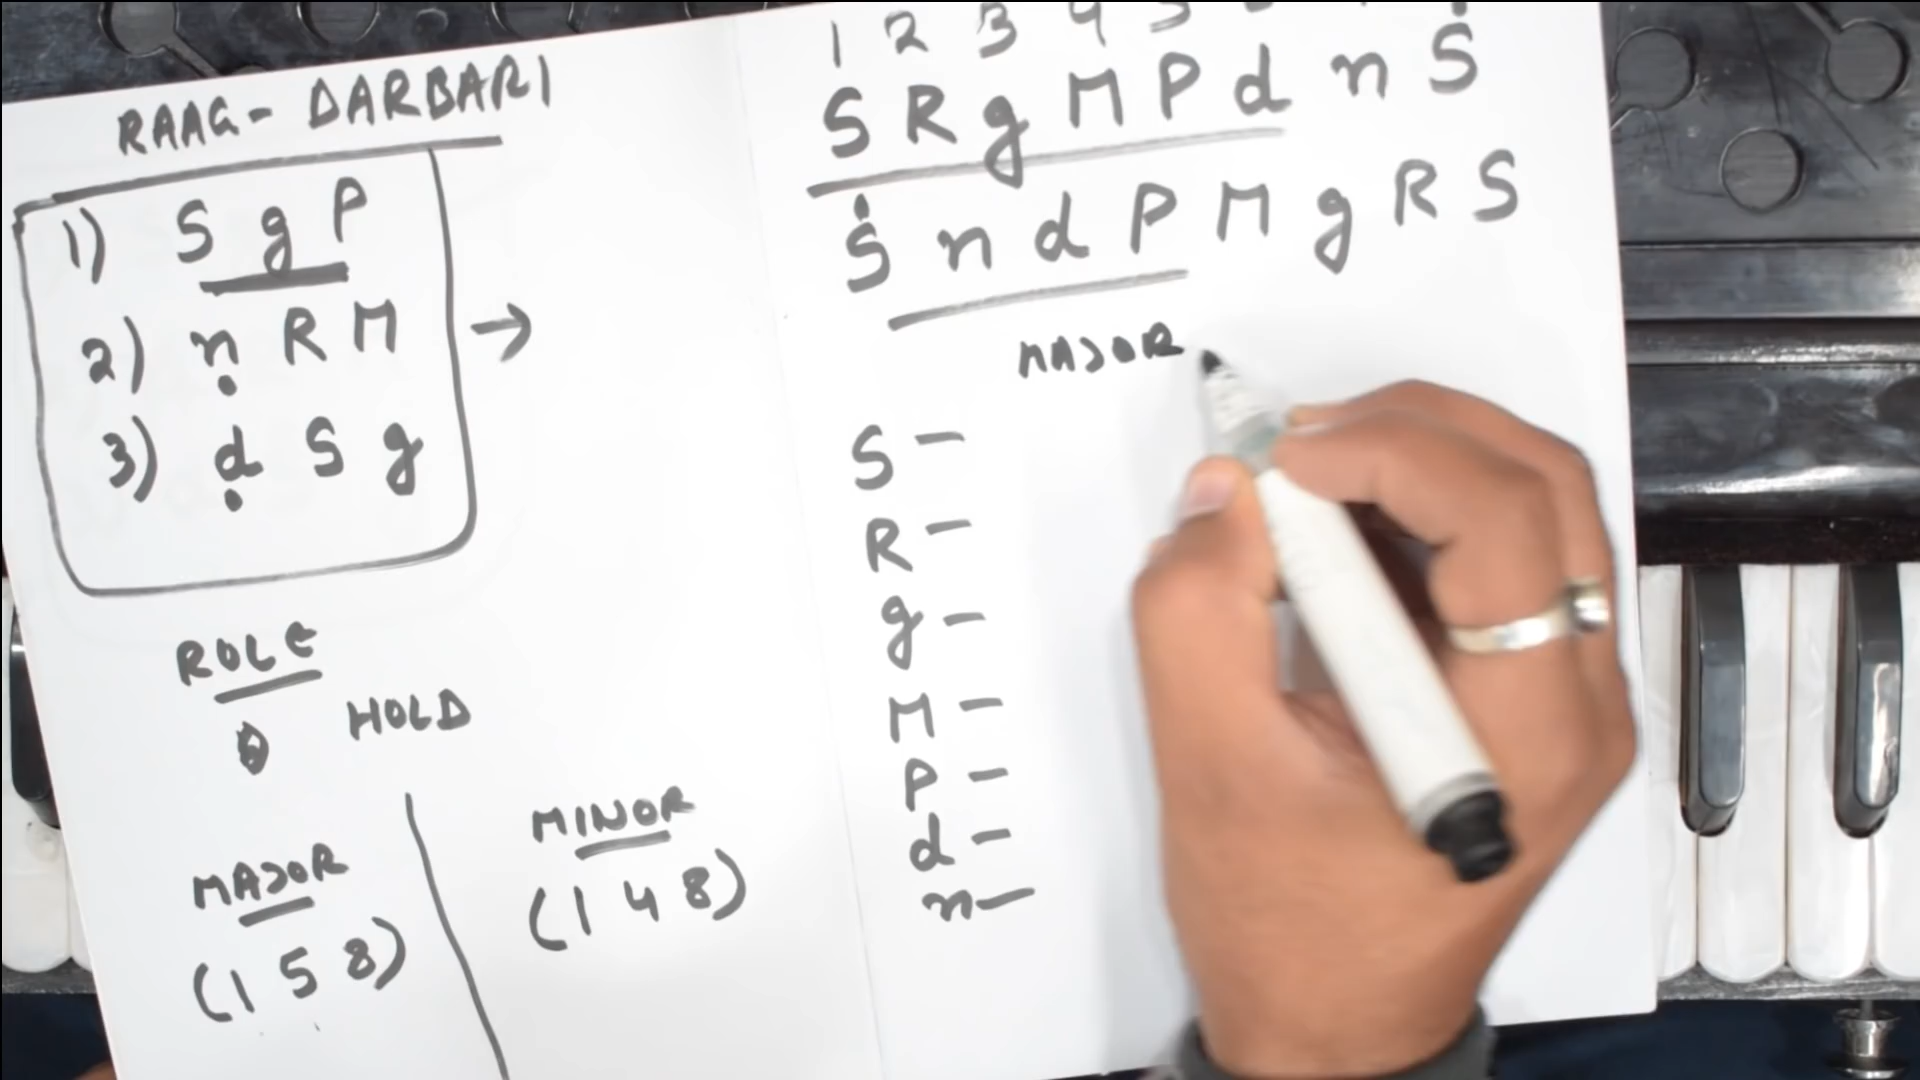 RAAG - DARBARI
1) S g P
2) ṇ R M
3) ḍ S g
→
ROLE
HOLD
MAJOR
(1 5 8)
MINOR
(1 4 8)
1 2 3 4 5
S R g M P d n Ṡ
Ṡ n d P M g R S
MAJOR
S -
R -
g -
M -
P -
d -
n -